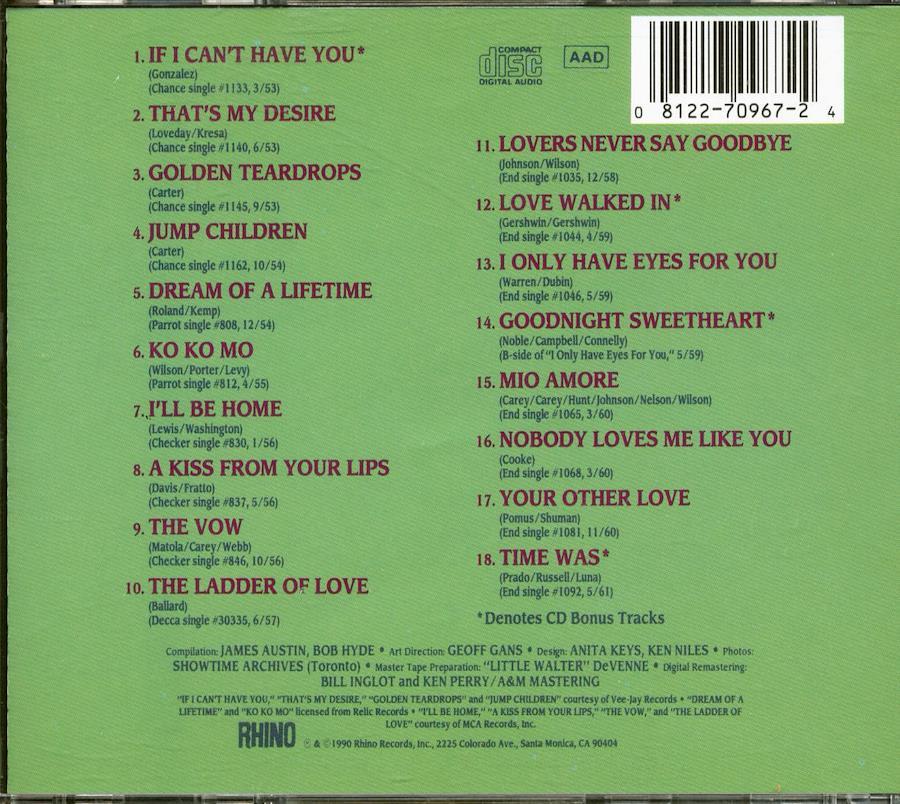 1. IF I CAN'T HAVE YOU*
(Gonzalez)
(Chance single #1133, 3/53)
2. THAT'S MY DESIRE
(Loveday/Kresa)
(Chance single #1140, 6/53)
3. GOLDEN TEARDROPS
(Carter)
(Chance single #1145, 9/53)
4. JUMP CHILDREN
(Carter)
(Chance single #1162, 10/54)
5. DREAM OF A LIFETIME
(Roland/Kemp)
(Parrot single #808, 12/54)
6. KO KO MO
(Wilson/Porter/Levy)
(Parrot single #812, 4/55)
7. I'LL BE HOME
(Lewis/Washington)
(Checker single #830, 1/56)
8. A KISS FROM YOUR LIPS
(Davis/Fratto)
(Checker single #837, 5/56)
9. THE VOW
(Matola/Carey/Webb)
(Checker single #846, 10/56)
10. THE LADDER OF LOVE
(Ballard)
(Decca single #30335, 6/57)
COMPACT
disc
DIGITAL AUDIO
AAD
0 8122-70967-2 4
11. LOVERS NEVER SAY GOODBYE
(Johnson/Wilson)
(End single #1035, 12/58)
12. LOVE WALKED IN*
(Gershwin/Gershwin)
(End single #1044, 4/59)
13. I ONLY HAVE EYES FOR YOU
(Warren/Dubin)
(End single #1046, 5/59)
14. GOODNIGHT SWEETHEART*
(Noble/Campbell/Connelly)
(B-side of "I Only Have Eyes For You," 5/59)
15. MIO AMORE
(Carey/Carey/Hunt/Johnson/Nelson/Wilson)
(End single #1065, 3/60)
16. NOBODY LOVES ME LIKE YOU
(Cooke)
(End single #1068, 3/60)
17. YOUR OTHER LOVE
(Pomus/Shuman)
(End single #1081, 11/60)
18. TIME WAS*
(Prado/Russell/Luna)
(End single #1092, 5/61)
*Denotes CD Bonus Tracks
Compilation: JAMES AUSTIN, BOB HYDE • Art Direction: GEOFF GANS • Design: ANITA KEYS, KEN NILES • Photos:
SHOWTIME ARCHIVES (Toronto) • Master Tape Preparation: "LITTLE WALTER" DeVENNE • Digital Remastering:
BILL INGLOT and KEN PERRY/A&M MASTERING
"IF I CAN'T HAVE YOU," "THAT'S MY DESIRE," "GOLDEN TEARDROPS" and "JUMP CHILDREN" courtesy of Vee-Jay Records • "DREAM OF A
LIFETIME" and "KO KO MO" licensed from Relic Records • "I'LL BE HOME," "A KISS FROM YOUR LIPS," "THE VOW," and "THE LADDER OF
LOVE" courtesy of MCA Records, Inc.
RHINO ℗ & ©1990 Rhino Records, Inc., 2225 Colorado Ave., Santa Monica, CA 90404